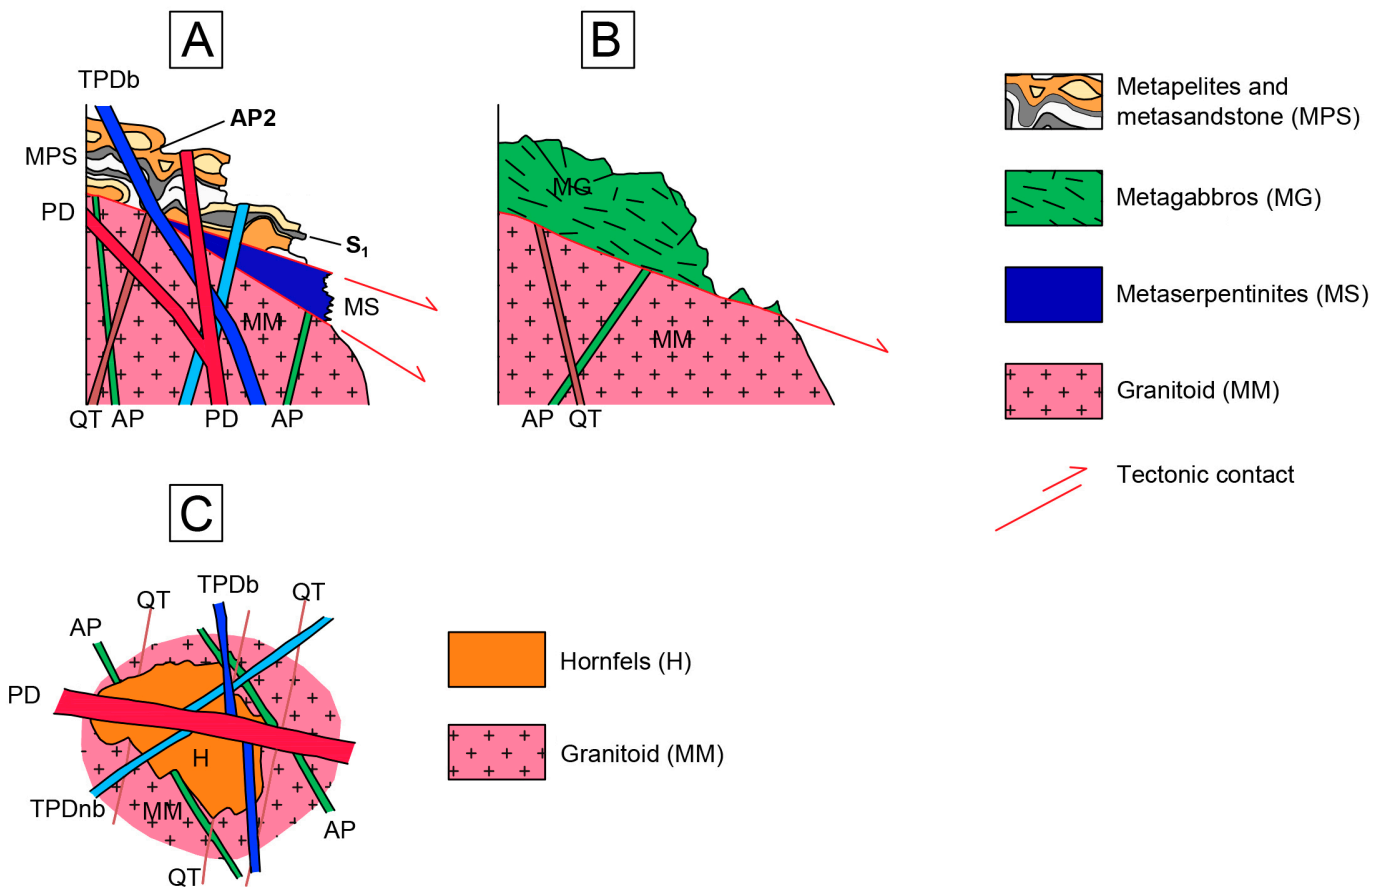 A
B
TPDb
AP2
MPS
PD
S1
MS
MM
QT AP PD AP
MG
MM
AP QT
Metapelites and
metasandstone (MPS)
Metagabbros (MG)
Metaserpentinites (MS)
Granitoid (MM)
Tectonic contact
C
TPDb
QT QT
AP
PD
H
TPDnb
MM
AP
QT
Hornfels (H)
Granitoid (MM)